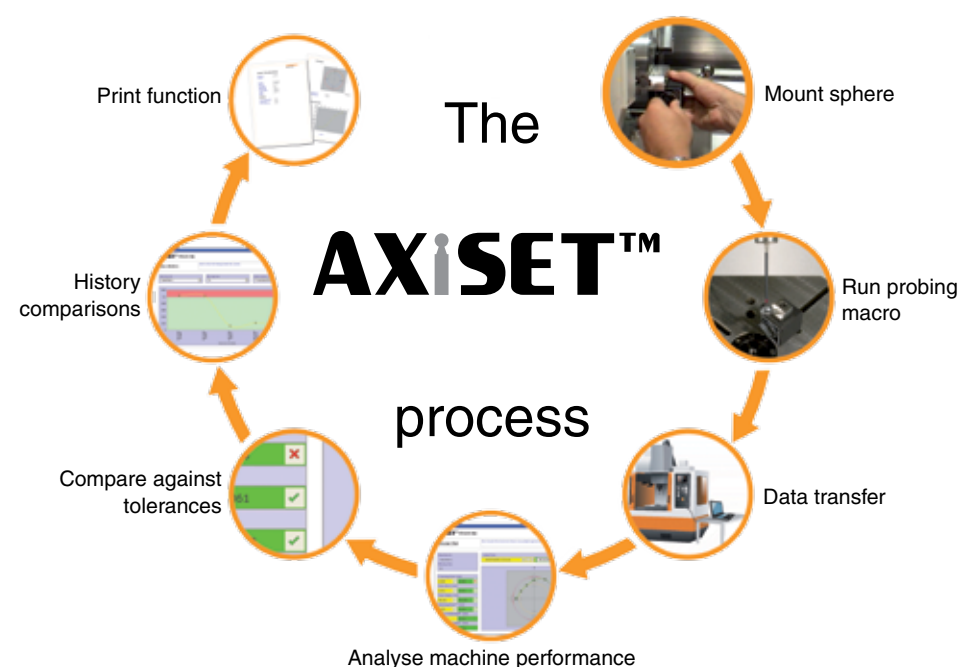 The
AXiSET™
process
Mount sphere
Run probing
macro
Data transfer
Analyse machine performance
Compare against
tolerances
History
comparisons
Print function